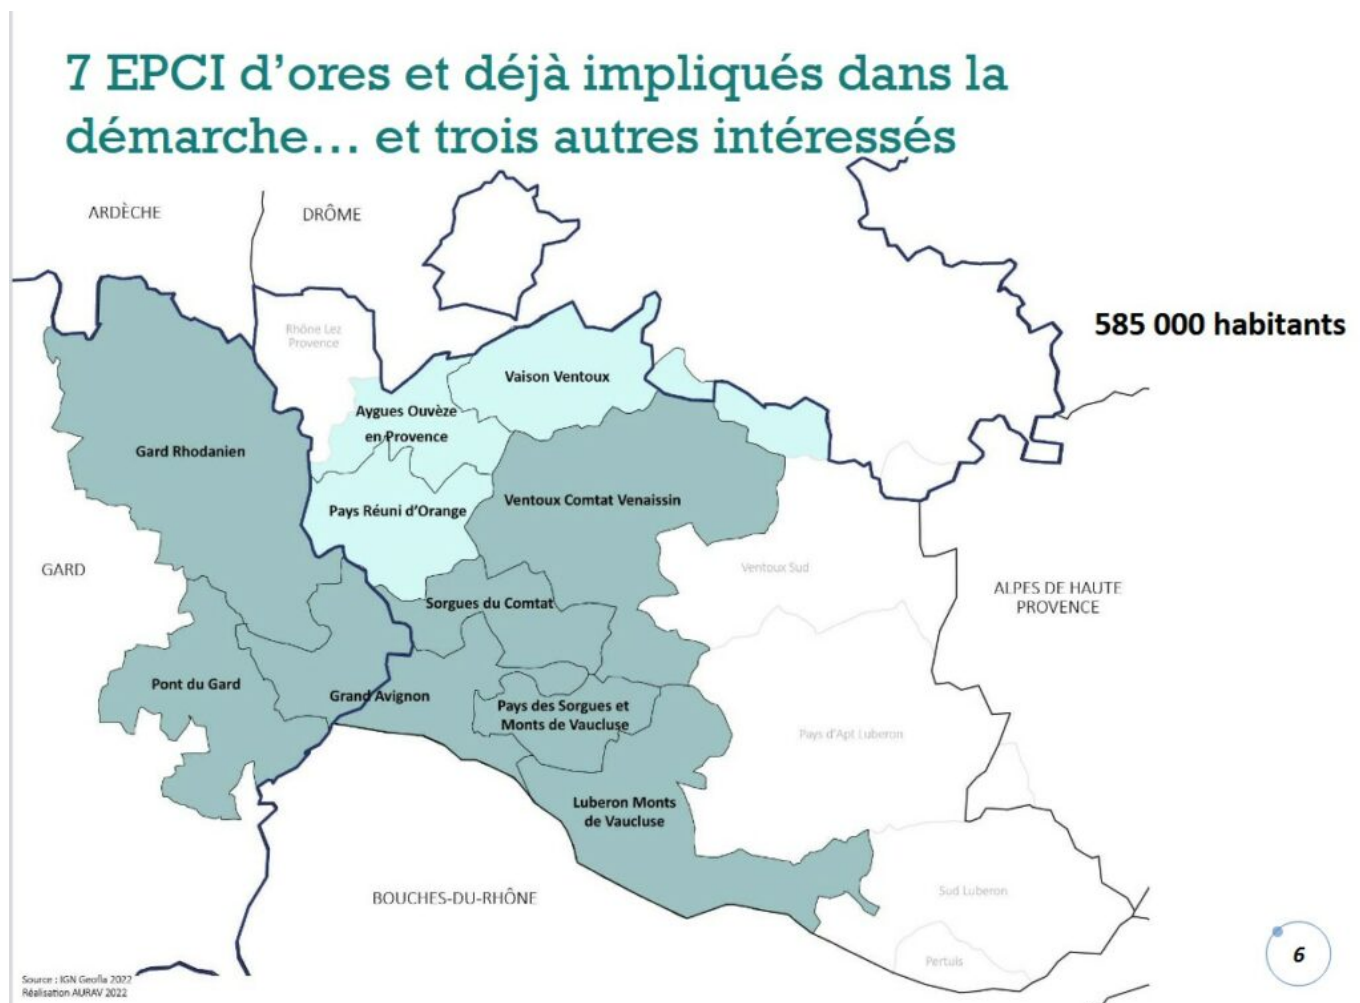 7 EPCI d’ores et déjà impliqués dans la
démarche... et trois autres intéressés
ARDÈCHE
DRÔME
Rhône Lez
Provence
585 000 habitants
Vaison Ventoux
Aygues Ouvèze
en Provence
Gard Rhodanien
Ventoux Comtat Venaissin
Pays Réuni d’Orange
GARD
Ventoux Sud
ALPES DE HAUTE
PROVENCE
Sorgues du Comtat
Pont du Gard
Grand Avignon
Pays des Sorgues et
Monts de Vaucluse
Pays d'Apt Luberon
Luberon Monts
de Vaucluse
BOUCHES-DU-RHÔNE
Sud Luberon
Pertuis
6
Source : IGN Geofla 2022
Réalisation AURAV 2022